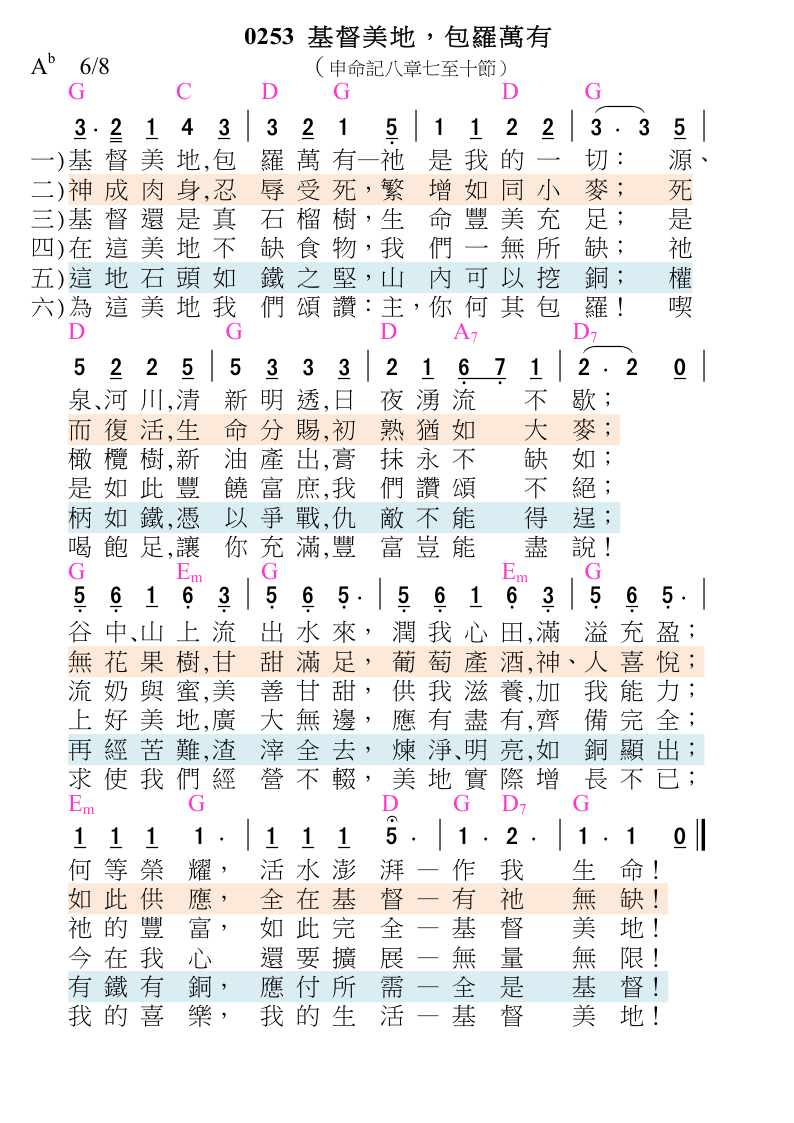 0253 基督美地，包羅萬有
A♭ 6/8 （申命記八章七至十節）
G C D G D G
3 . 2 1 4 3 | 3 2 1 5 | 1 1 2 2 | 3 . 3 5 |
一)基督美地,包羅萬有—祂是我的一切：源、
二)神成肉身,忍辱受死，繁增如同小麥；死
三)基督還是真石榴樹，生命豐美充足；是
四)在這美地不缺食物，我們一無所缺；祂
五)這地石頭如鐵之堅，山內可以挖銅；權
六)為這美地我們頌讚：主，你何其包羅！喫
D G D A7 D7
5 2 2 5 | 5 3 3 3 | 2 1 6 7 1 | 2 . 2 0 |
泉、河川,清新明透,日夜湧流不歇；
而復活,生命分賜,初熟猶如大麥；
橄欖樹,新油產出,膏抹永不缺如；
是如此豐饒富庶,我們讚頌不絕；
柄如鐵,憑以爭戰,仇敵不能得逞；
喝飽足,讓你充滿,豐富豈能盡說！
G Em G Em G
5 6 1 6 3 | 5 6 5 . | 5 6 1 6 3 | 5 6 5 . |
谷中、山上流出水來，潤我心田,滿溢充盈；
無花果樹,甘甜滿足，葡萄產酒,神、人喜悅；
流奶與蜜,美善甘甜，供我滋養,加我能力；
上好美地,廣大無邊，應有盡有,齊備完全；
再經苦難,渣滓全去，煉淨、明亮,如銅顯出；
求使我們經營不輟，美地實際增長不已；
Em G D G D7 G
1 1 1 1 . | 1 1 1 5 . | 1 . 2 . | 1 . 1 0 ‖
何等榮耀，活水澎湃—作我生命！
如此供應，全在基督—有祂無缺！
祂的豐富，如此完全—基督美地！
今在我心還要擴展—無量無限！
有鐵有銅，應付所需—全是基督！
我的喜樂，我的生活—基督美地！